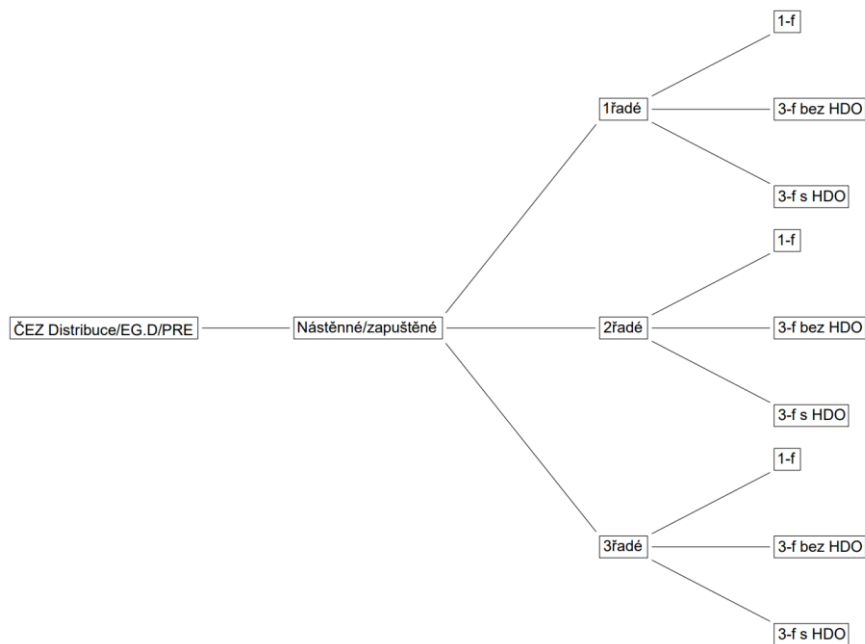 1-f
1řadé
3-f bez HDO
3-f s HDO
1-f
ČEZ Distribuce/EG.D/PRE
Nástěnné/zapuštěné
2řadé
3-f bez HDO
3-f s HDO
1-f
3řadé
3-f bez HDO
3-f s HDO